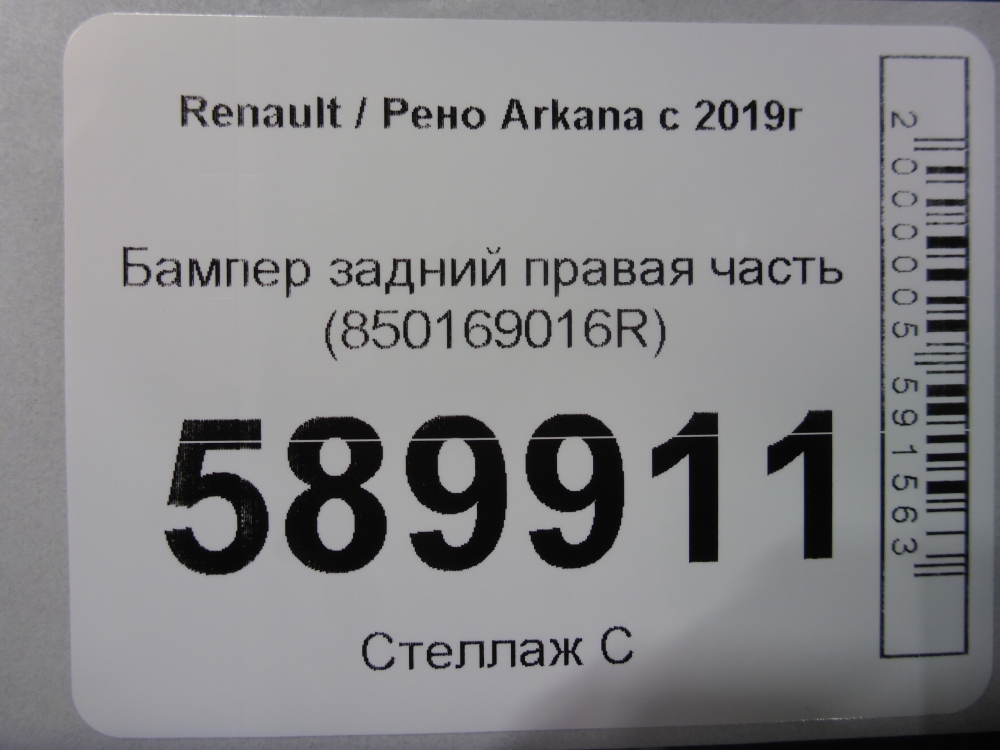 Renault / Рено Arkana с 2019г
Бампер задний правая часть
(850169016R)
589911
Стеллаж С
2000005591563